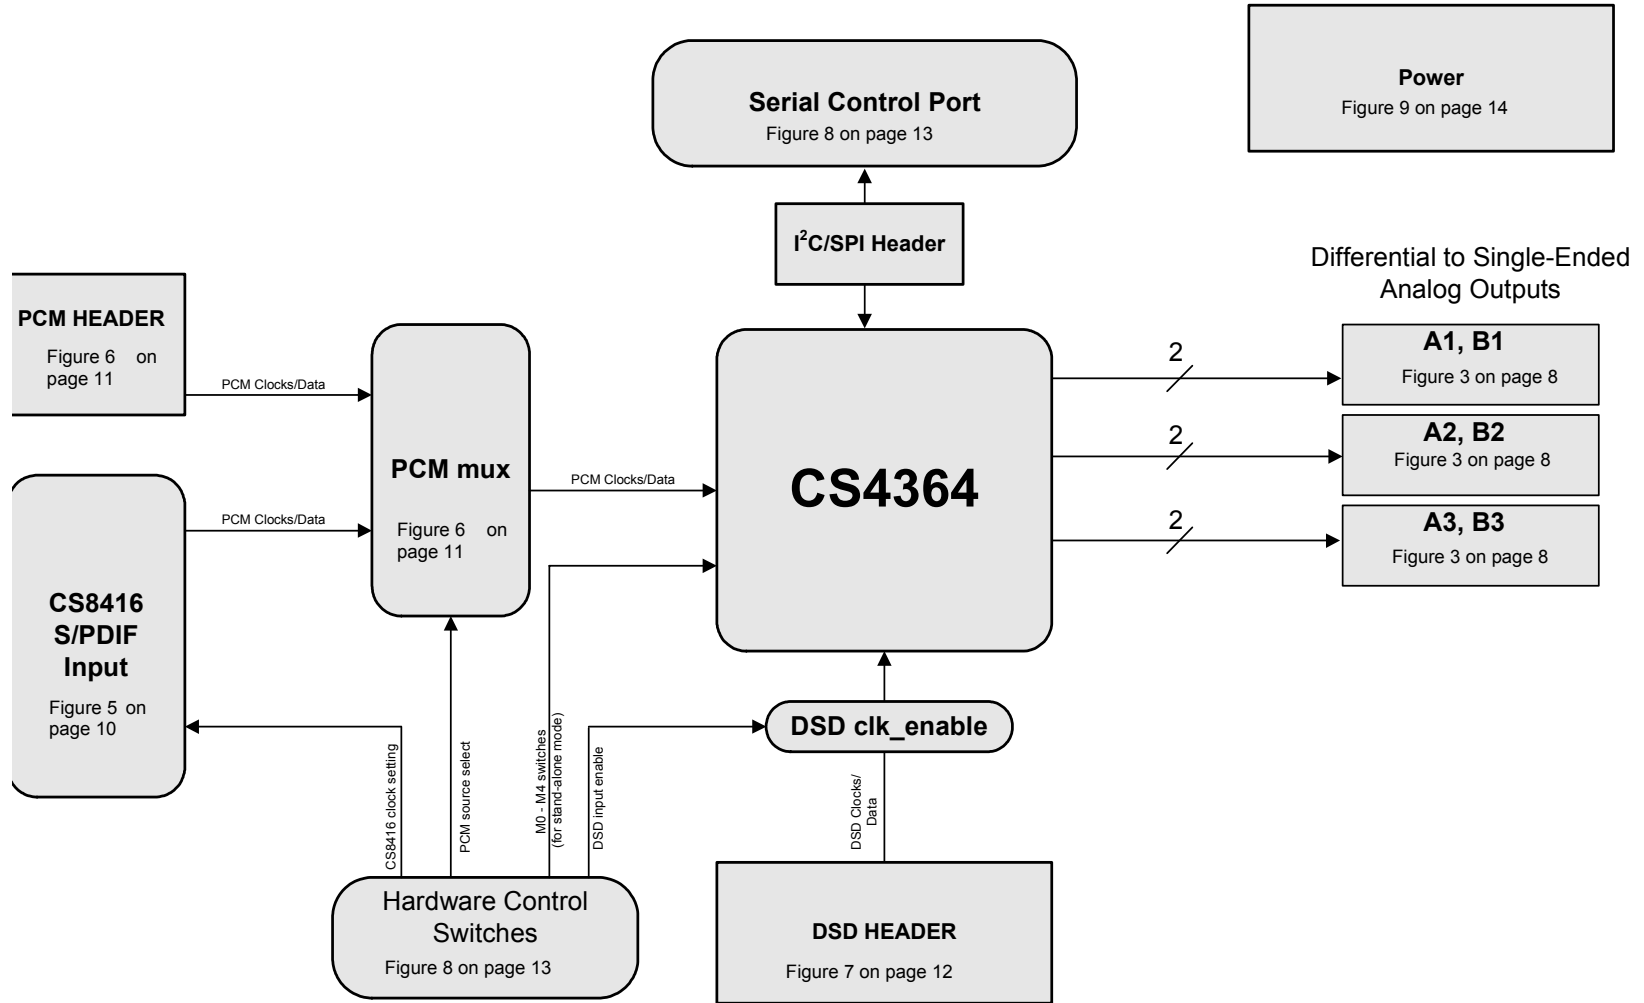 Power
Figure 9 on page 14
Serial Control Port
Figure 8 on page 13
I²C/SPI Header
Differential to Single-Ended
Analog Outputs
PCM HEADER
Figure 6 on
page 11
PCM Clocks/Data
CS8416
S/PDIF
Input
Figure 5 on
page 10
PCM Clocks/Data
PCM mux
Figure 6 on
page 11
PCM Clocks/Data
CS4364
2
A1, B1
Figure 3 on page 8
2
A2, B2
Figure 3 on page 8
2
A3, B3
Figure 3 on page 8
CS8416 clock setting
PCM source select
M0 - M4 switches
(for stand-alone mode)
DSD input enable
DSD clk_enable
DSD Clocks/
Data
Hardware Control
Switches
Figure 8 on page 13
DSD HEADER
Figure 7 on page 12